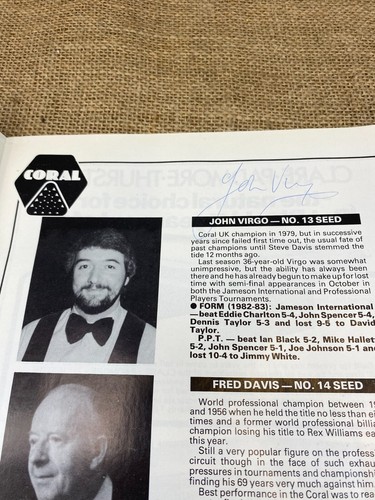 CORAL
John Virgo
JOHN VIRGO — NO. 13 SEED
Coral UK champion in 1979, but in successive
years since failed first time out, the usual fate of
past champions until Steve Davis stemmed the
tide 12 months ago.
Last season 36-year-old Virgo was somewhat
unimpressive, but the ability has always been
there and he has already begun to make up for lost
time with semi-final appearances in October in
both the Jameson International and Professional
Players Tournaments.
● FORM (1982-83): Jameson International
— beat Eddie Charlton 5-4, John Spencer 5-4,
Dennis Taylor 5-3 and lost 9-5 to David
Taylor.
P.P.T. — beat Ian Black 5-2, Mike Hallett
5-2, John Spencer 5-1, Joe Johnson 5-1 and
lost 10-4 to Jimmy White.
FRED DAVIS — NO. 14 SEED
World professional champion between 19
and 1956 when he held the title no less than ei
times and a former world professional billia
champion losing his title to Rex Williams ea
this year.
Still a very popular figure on the profess
circuit though in the face of such exhau
pressures in tournaments and championsh
finding his 69 years very much against him.
Best performance in the Coral was to rea